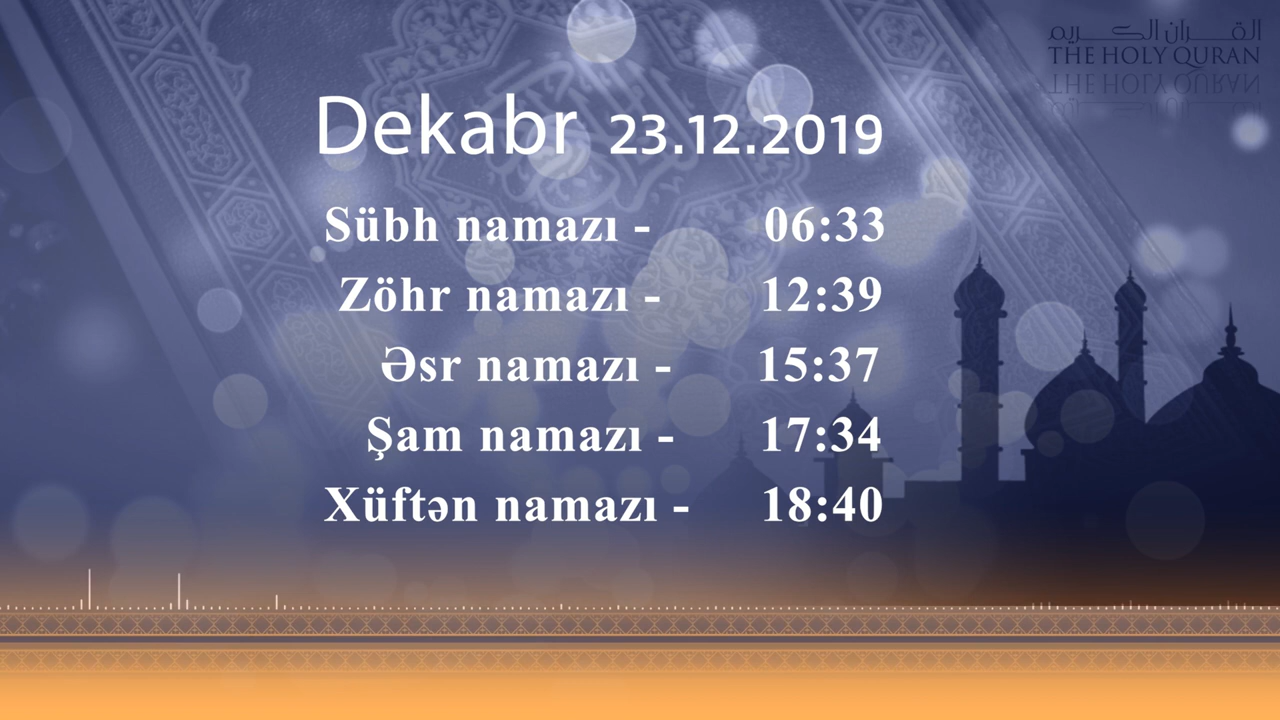 القرآن الكريم
THE HOLY QURAN
Dekabr 23.12.2019
Sübh namazı - 06:33
Zöhr namazı - 12:39
Əsr namazı - 15:37
Şam namazı - 17:34
Xüftən namazı - 18:40